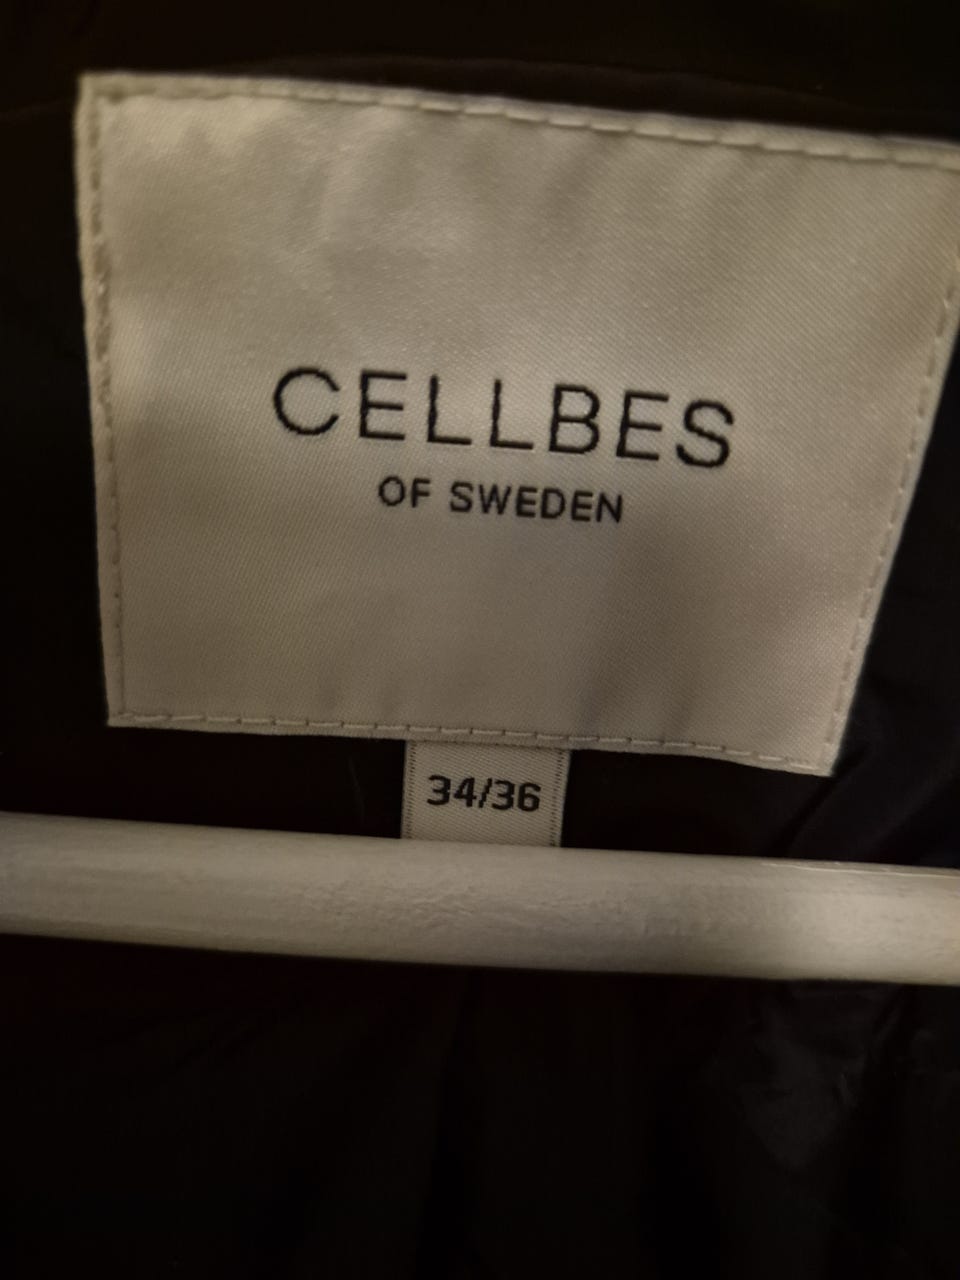 CELLBES
OF SWEDEN
34/36